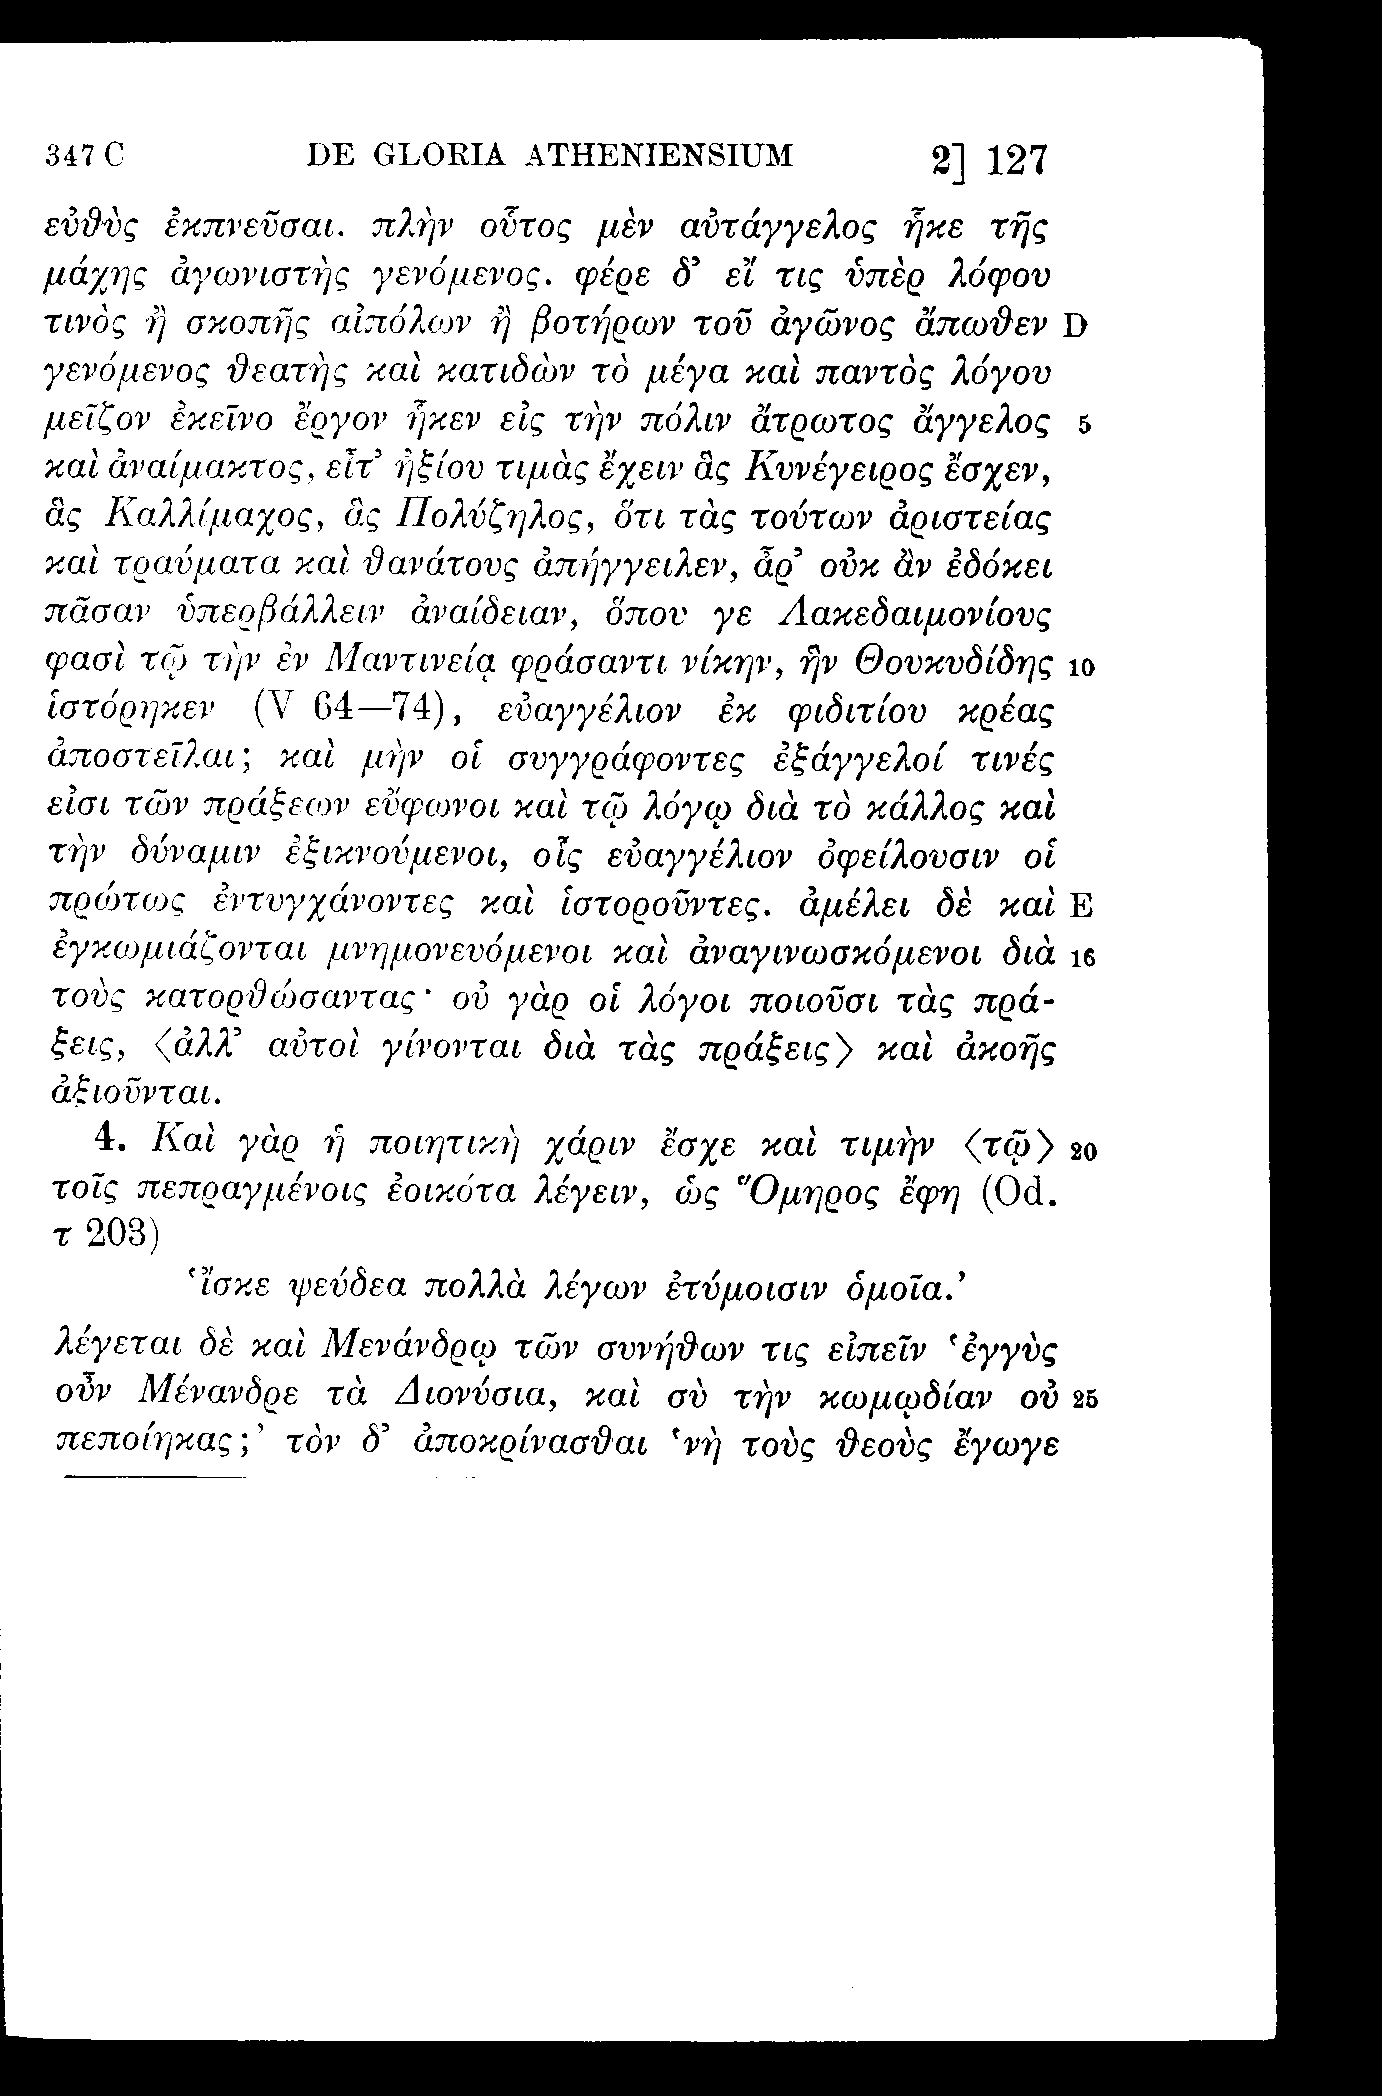 347 C DE GLORIA ATHENIENSIUM 2] 127
εὐθὺς ἐκπνεῦσαι. πλὴν οὗτος μὲν αὐτάγγελος ἧκε τῆς
μάχης ἀγωνιστὴς γενόμενος. φέρε δ’ εἴ τις ὑπὲρ λόφου
τινὸς ἢ σκοπῆς αἰπόλων ἢ βοτήρων τοῦ ἀγῶνος ἄπωθεν D
γενόμενος θεατὴς καὶ κατιδὼν τὸ μέγα καὶ παντὸς λόγου
μεῖζον ἐκεῖνο ἔργον ἧκεν εἰς τὴν πόλιν ἄτρωτος ἄγγελος 5
καὶ ἀναίμακτος, εἶτ’ ἠξίου τιμὰς ἔχειν ἃς Κυνέγειρος ἔσχεν,
ἃς Καλλίμαχος, ἃς Πολύζηλος, ὅτι τὰς τούτων ἀριστείας
καὶ τραύματα καὶ θανάτους ἀπήγγειλεν, ἆρ’ οὐκ ἂν ἐδόκει
πᾶσαν ὑπερβάλλειν ἀναίδειαν, ὅπου γε Λακεδαιμονίους
φασὶ τῷ τὴν ἐν Μαντινείᾳ φράσαντι νίκην, ἣν Θουκυδίδης 10
ἱστόρηκεν (V 64—74), εὐαγγέλιον ἐκ φιδιτίου κρέας
ἀποστεῖλαι; καὶ μὴν οἱ συγγράφοντες ἐξάγγελοί τινές
εἰσι τῶν πράξεων εὔφωνοι καὶ τῷ λόγῳ διὰ τὸ κάλλος καὶ
τὴν δύναμιν ἐξικνούμενοι, οἷς εὐαγγέλιον ὀφείλουσιν οἱ
πρώτως ἐντυγχάνοντες καὶ ἱστοροῦντες. ἀμέλει δὲ καὶ E
ἐγκωμιάζονται μνημονευόμενοι καὶ ἀναγινωσκόμενοι διὰ 16
τοὺς κατορθώσαντας· οὐ γὰρ οἱ λόγοι ποιοῦσι τὰς πρά-
ξεις, ⟨ἀλλ’ αὐτοὶ γίνονται διὰ τὰς πράξεις⟩ καὶ ἀκοῆς
ἀξιοῦνται.
4. Καὶ γὰρ ἡ ποιητικὴ χάριν ἔσχε καὶ τιμὴν ⟨τῷ⟩ 20
τοῖς πεπραγμένοις ἐοικότα λέγειν, ὡς Ὅμηρος ἔφη (Od.
τ 203)
‘ἴσκε ψεύδεα πολλὰ λέγων ἐτύμοισιν ὁμοῖα.’
λέγεται δὲ καὶ Μενάνδρῳ τῶν συνήθων τις εἰπεῖν ‘ἐγγὺς
οὖν Μένανδρε τὰ Διονύσια, καὶ σὺ τὴν κωμῳδίαν οὐ 25
πεποίηκας;’ τὸν δ’ ἀποκρίνασθαι ‘νὴ τοὺς θεοὺς ἔγωγε